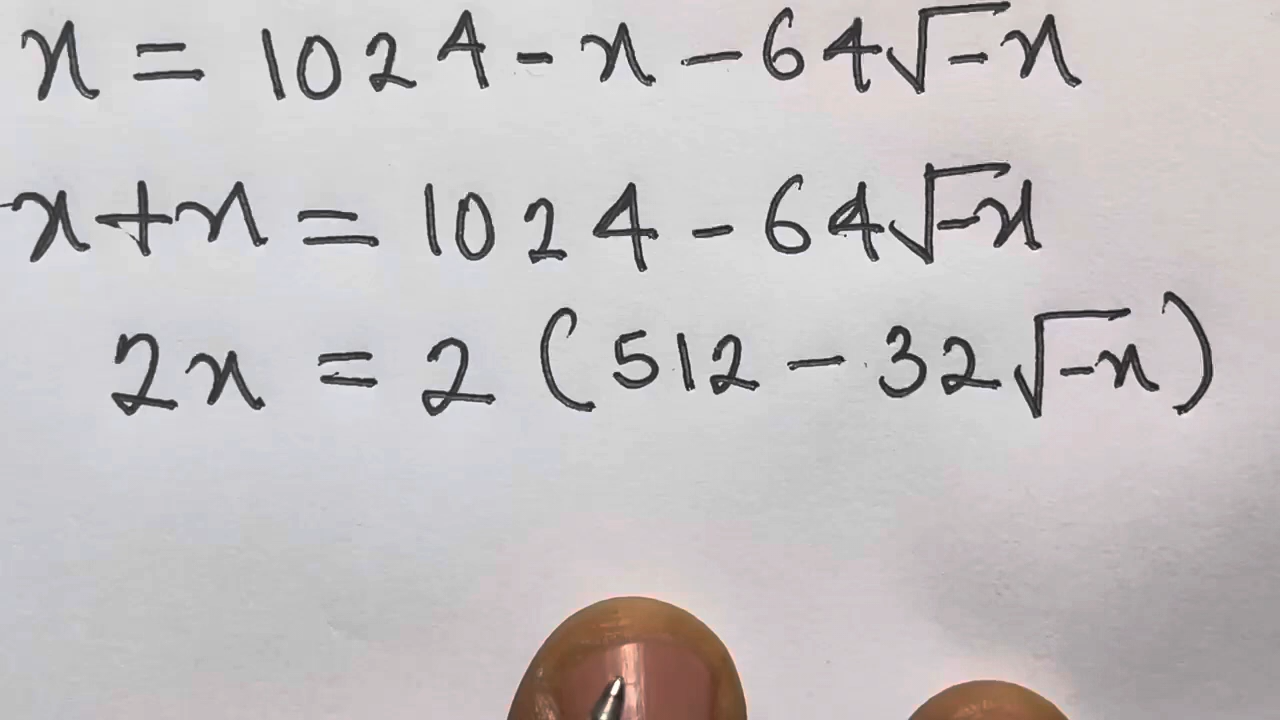 x = 1024 - x - 64√-x
x + x = 1024 - 64√-x
2x = 2 (512 - 32√-x)